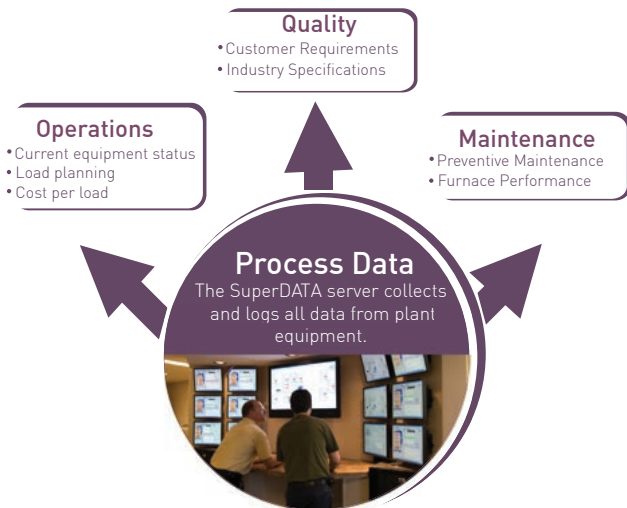 Quality
• Customer Requirements
• Industry Specifications
Operations
• Current equipment status
• Load planning
• Cost per load
Maintenance
• Preventive Maintenance
• Furnace Performance
Process Data
The SuperDATA server collects
and logs all data from plant
equipment.